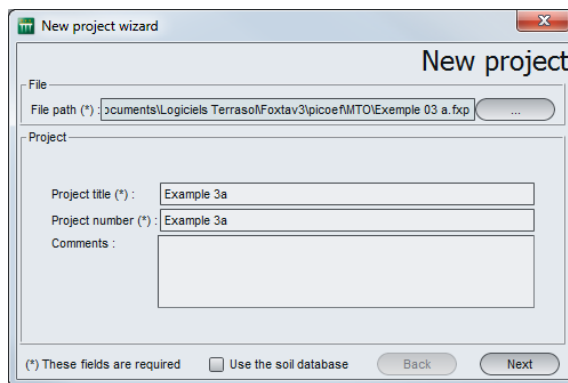 New project wizard
New project
File
File path (*) : ocuments\Logiciels Terrasol\Foxtav3\picoef\MTO\Exemple 03 a.fxp ...
Project
Project title (*) : Example 3a
Project number (*) : Example 3a
Comments :
(*) These fields are required Use the soil database Back Next